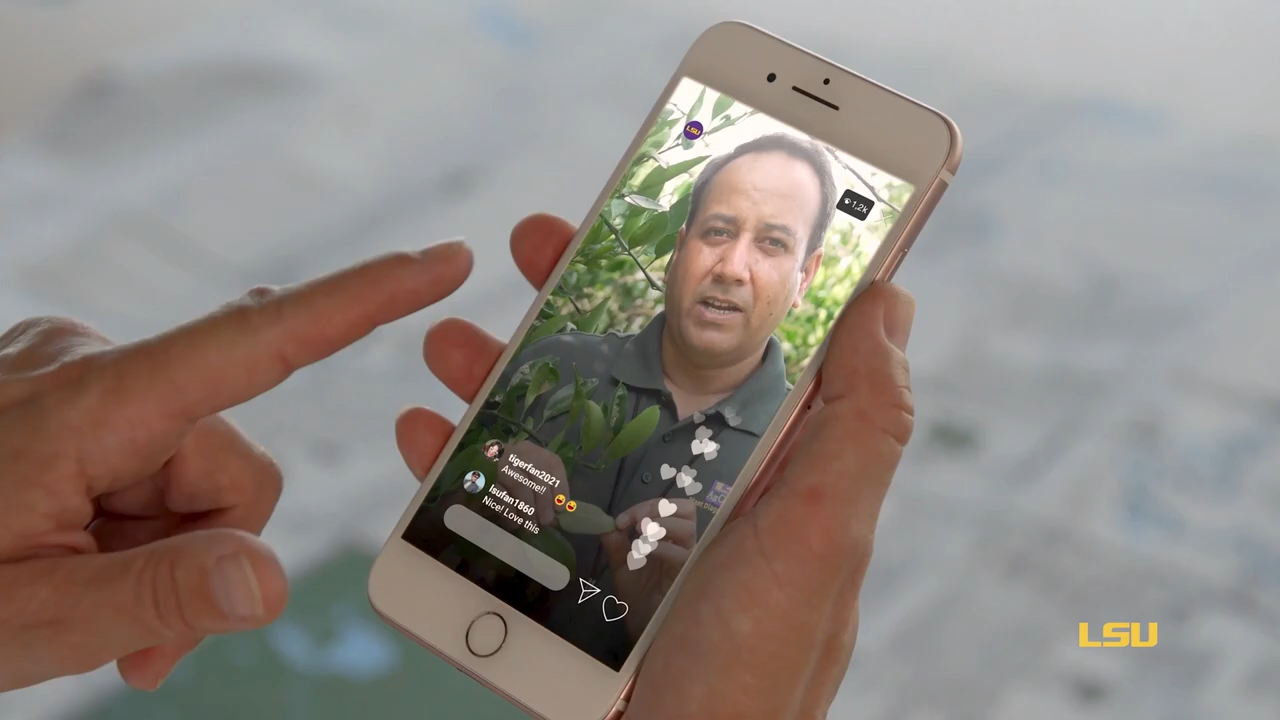 LSU
1.2k
tigerfan2021
Awesome!!
lsufan1860
Nice! Love this
LSU